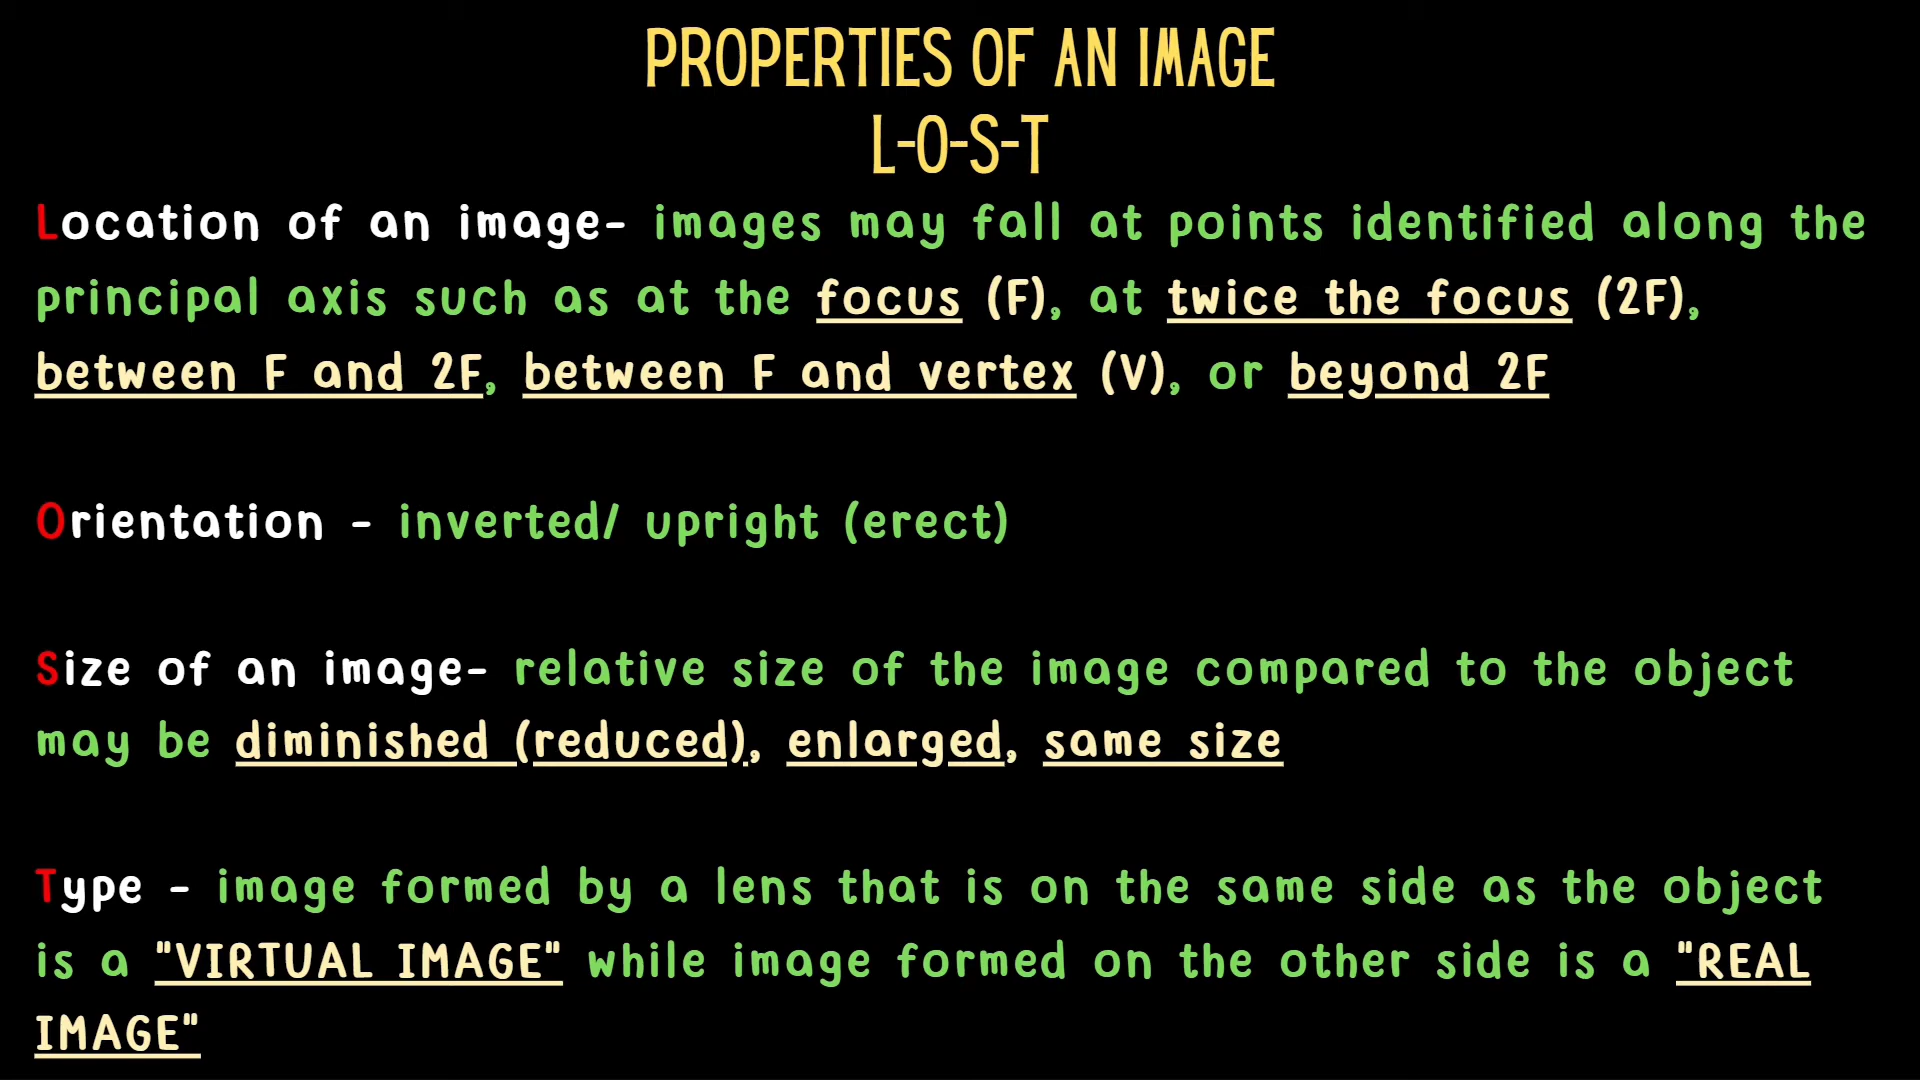 PROPERTIES OF AN IMAGE
L-O-S-T
Location of an image- images may fall at points identified along the
principal axis such as at the focus (F), at twice the focus (2F),
between F and 2F, between F and vertex (V), or beyond 2F
Orientation - inverted/ upright (erect)
Size of an image- relative size of the image compared to the object
may be diminished (reduced), enlarged, same size
Type - image formed by a lens that is on the same side as the object
is a "VIRTUAL IMAGE" while image formed on the other side is a "REAL
IMAGE"